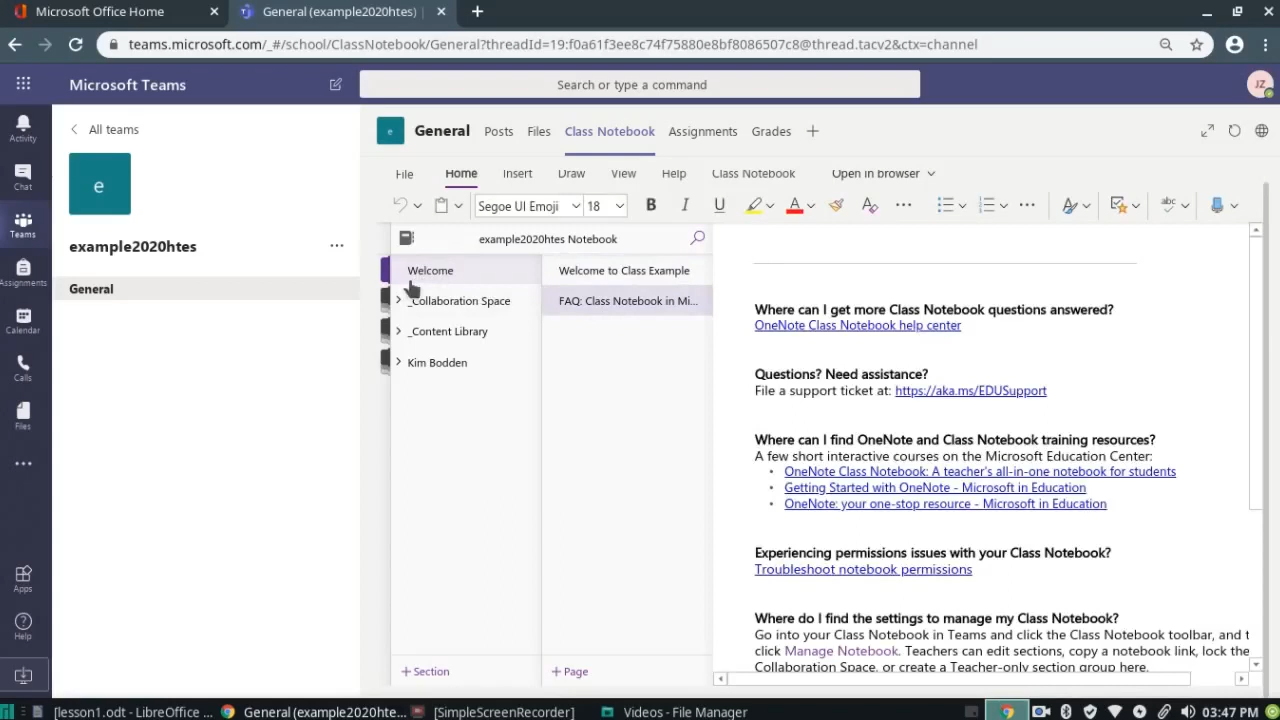 Microsoft Office Home
General (example2020htes) |
teams.microsoft.com/_#/school/ClassNotebook/General?threadId=19:f0a61f3ee8c74f75880e8bf8086507c8@thread.tacv2&ctx=channel
Microsoft Teams
Search or type a command
JZ
Activity
Chat
Teams
Assignments
Calendar
Calls
Files
Apps
Help
All teams
e
example2020htes
General
e
General
Posts
Files
Class Notebook
Assignments
Grades
File
Home
Insert
Draw
View
Help
Class Notebook
Open in browser
Segoe UI Emoji
18
B
I
U
A
A
abc
example2020htes Notebook
Welcome
_Collaboration Space
_Content Library
Kim Bodden
Welcome to Class Example
FAQ: Class Notebook in Mi...
+ Section
+ Page
Where can I get more Class Notebook questions answered?
OneNote Class Notebook help center
Questions? Need assistance?
File a support ticket at: https://aka.ms/EDUSupport
Where can I find OneNote and Class Notebook training resources?
A few short interactive courses on the Microsoft Education Center:
• OneNote Class Notebook: A teacher's all-in-one notebook for students
• Getting Started with OneNote - Microsoft in Education
• OneNote: your one-stop resource - Microsoft in Education
Experiencing permissions issues with your Class Notebook?
Troubleshoot notebook permissions
Where do I find the settings to manage my Class Notebook?
Go into your Class Notebook in Teams and click the Class Notebook toolbar, and t
click Manage Notebook. Teachers can edit sections, copy a notebook link, lock the
Collaboration Space, or create a Teacher-only section group here.
[lesson1.odt - LibreOffice ...
General (example2020hte...
[SimpleScreenRecorder]
Videos - File Manager
03:47 PM